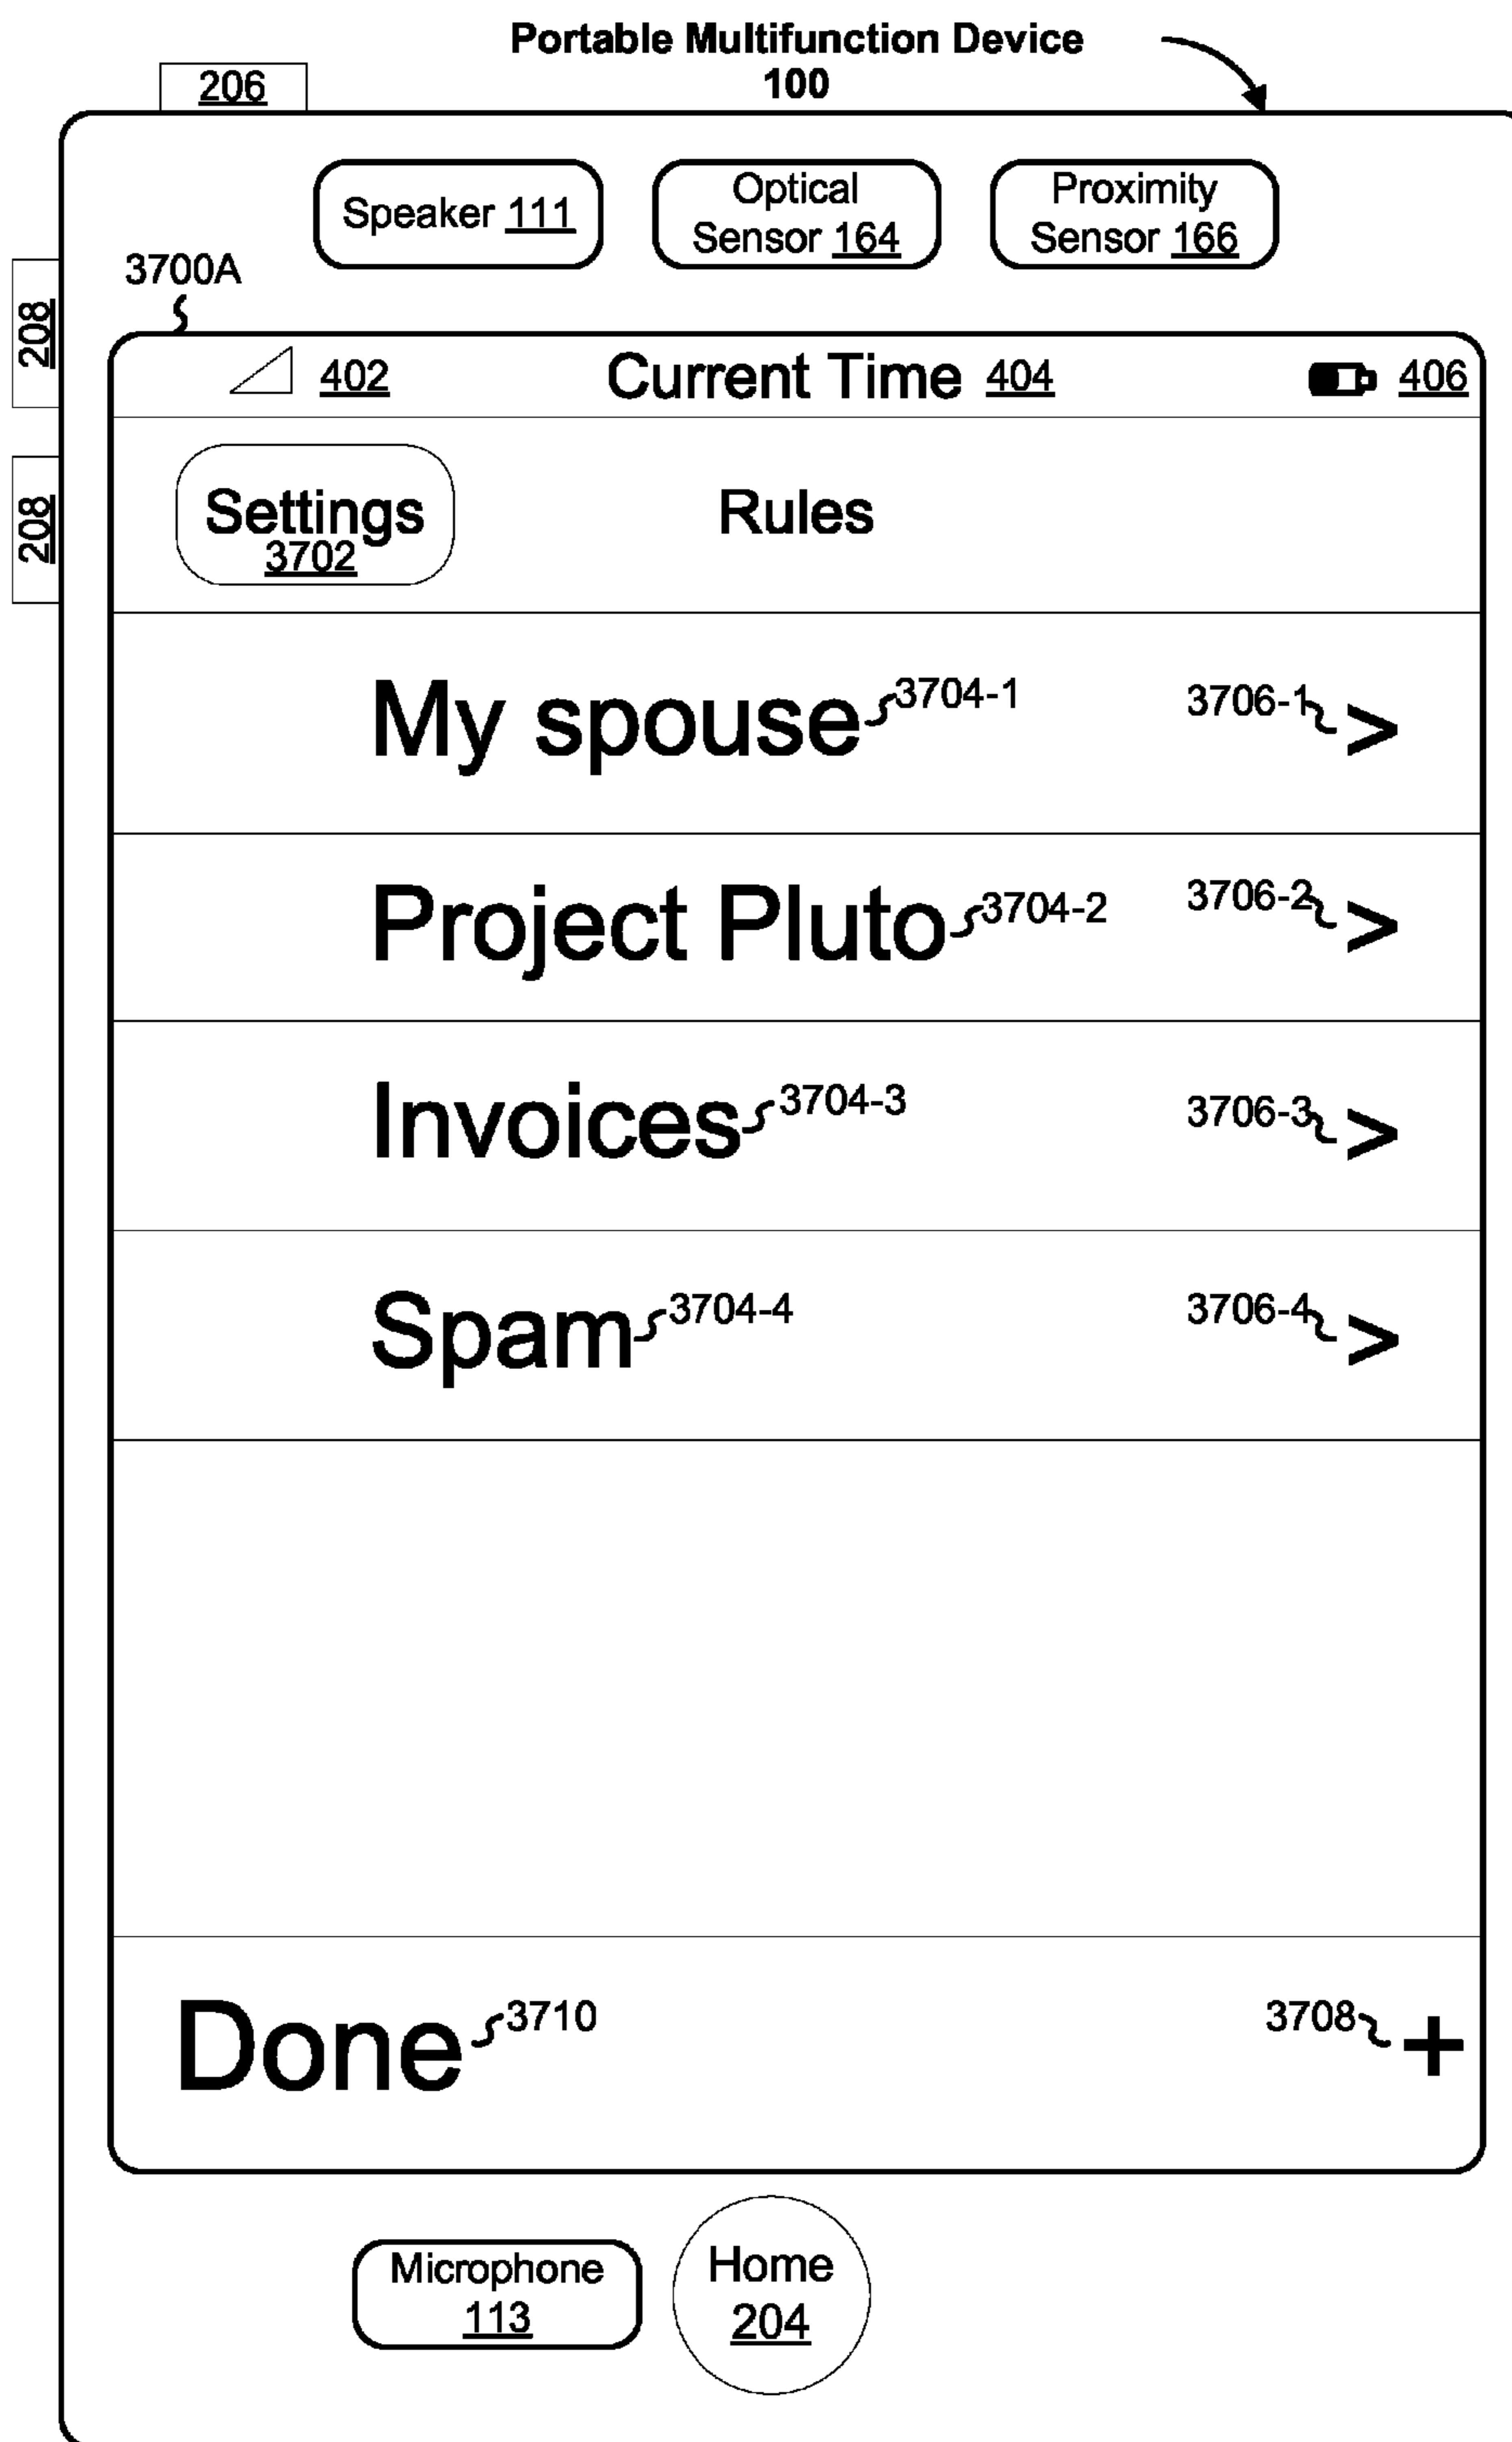 Portable Multifunction Device
100
206
Speaker 111
Optical
Sensor 164
Proximity
Sensor 166
3700A
208
402
Current Time 404
406
208
Settings
3702
Rules
My spouse 3704-1
3706-1 >
Project Pluto 3704-2
3706-2 >
Invoices 3704-3
3706-3 >
Spam 3704-4
3706-4 >
Done 3710
3708 +
Microphone
113
Home
204